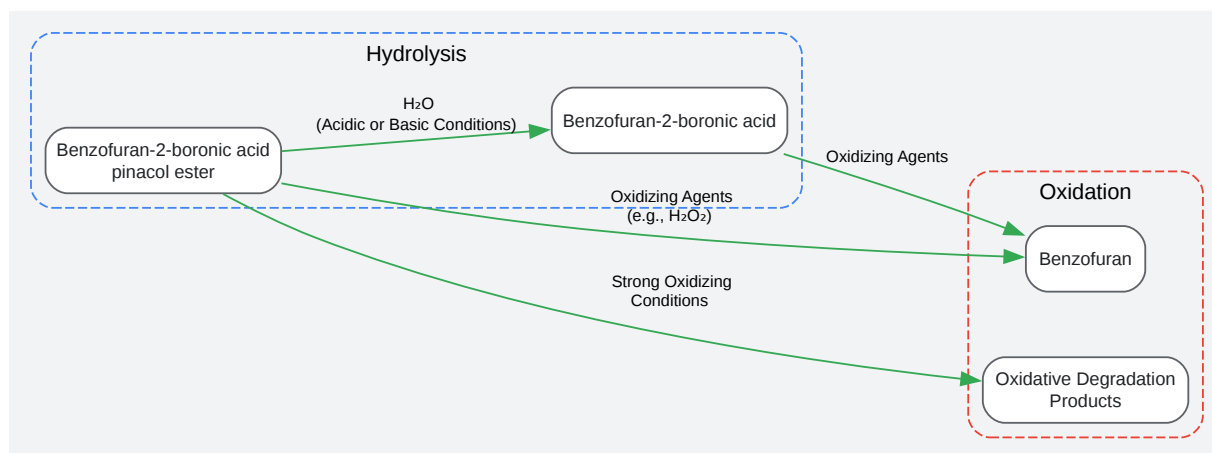 Hydrolysis
H₂O
(Acidic or Basic Conditions)
Benzofuran-2-boronic acid
Benzofuran-2-boronic acid
pinacol ester
Oxidizing Agents
Oxidizing Agents
(e.g., H₂O₂)
Oxidation
Benzofuran
Strong Oxidizing
Conditions
Oxidative Degradation
Products